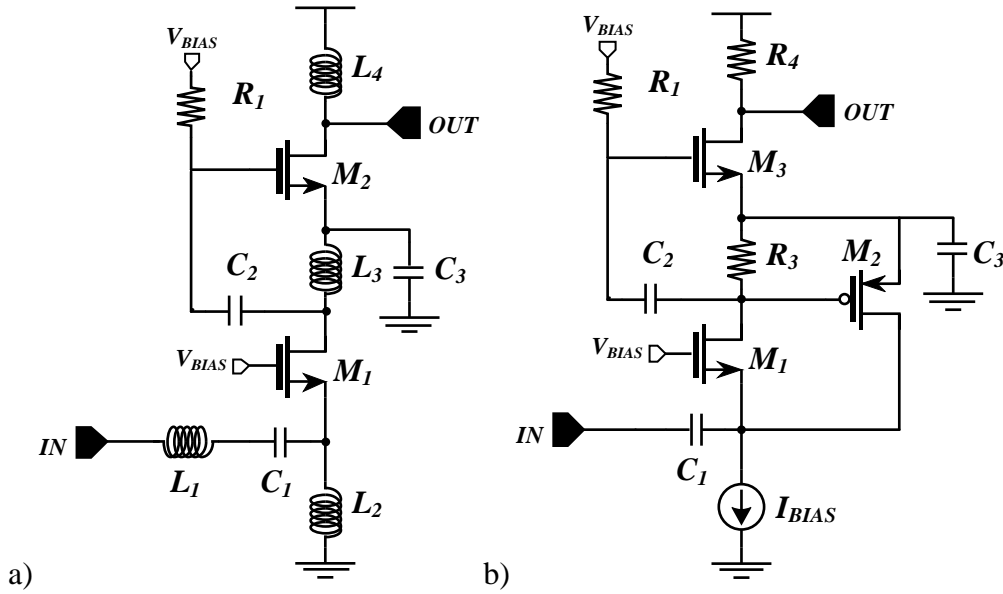 V_BIAS
R_1
L_4
OUT
M_2
C_2
L_3
C_3
V_BIAS
M_1
IN
L_1
C_1
L_2
a)
V_BIAS
R_1
R_4
OUT
M_3
C_2
R_3
M_2
C_3
V_BIAS
M_1
IN
C_1
I_BIAS
b)